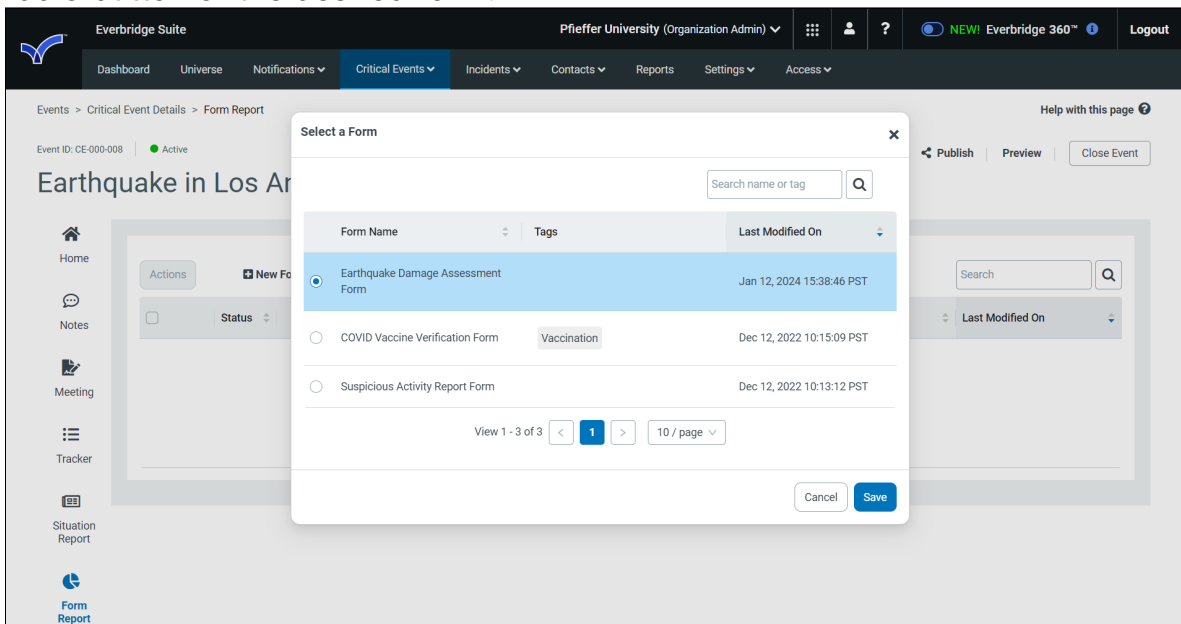 Everbridge Suite
Pfieffer University (Organization Admin)
?
NEW! Everbridge 360™
Logout
Dashboard Universe Notifications Critical Events Incidents Contacts Reports Settings Access
Events > Critical Event Details > Form Report
Help with this page
Event ID: CE-000-008
Active
Publish
Preview
Close Event
Earthquake in Los An
Home
Notes
Meeting
Tracker
Situation
Report
Form
Report
Actions
New Fo
Search
Status
Last Modified On
Select a Form
Search name or tag
Form Name Tags Last Modified On
Earthquake Damage Assessment
Form
Jan 12, 2024 15:38:46 PST
COVID Vaccine Verification Form Vaccination Dec 12, 2022 10:15:09 PST
Suspicious Activity Report Form Dec 12, 2022 10:13:12 PST
View 1 - 3 of 3 < 1 > 10 / page
Cancel Save